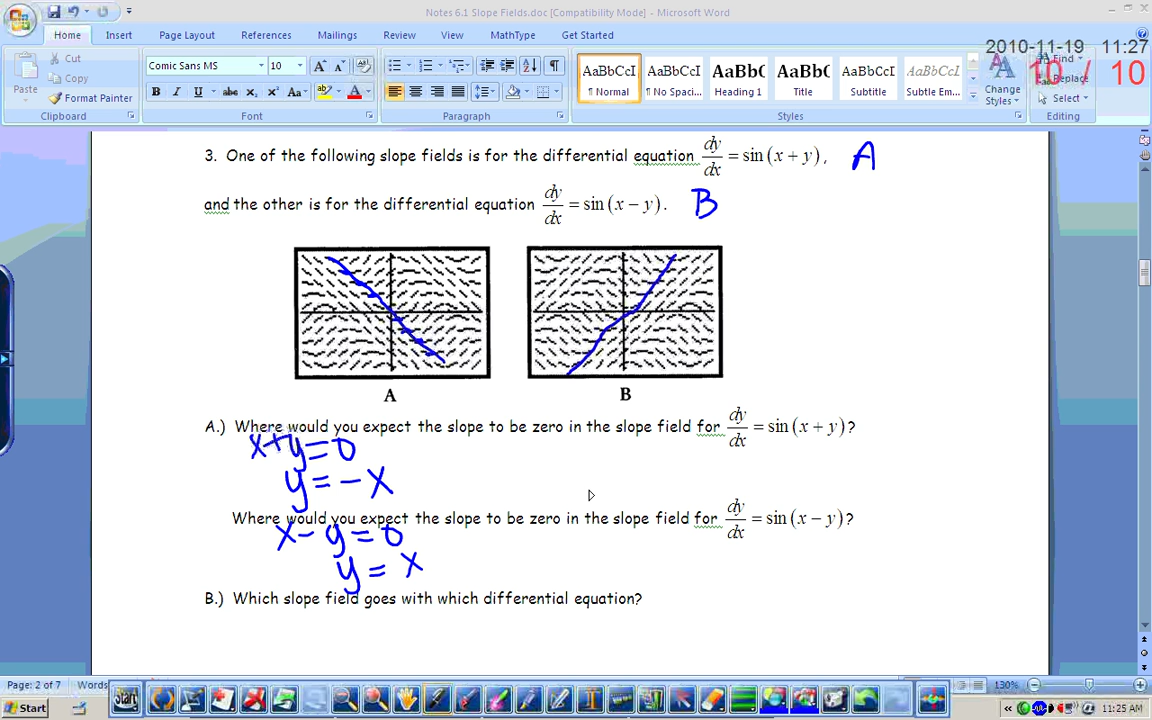 Notes 6.1 Slope Fields.doc [Compatibility Mode] - Microsoft Word
Home Insert Page Layout References Mailings Review View MathType Get Started
2010-11-19 11:27
10 / 10
Paste
Cut
Copy
Format Painter
Comic Sans MS 10
AaBbCcI AaBbCcI AaBbC AaBbCc AaBbCcI AaBbCcI
¶ Normal ¶ No Spaci... Heading 1 Title Subtitle Subtle Em...
Change Styles
Find
Replace
Select
Clipboard Font Paragraph Styles Editing
3. One of the following slope fields is for the differential equation dy/dx = sin(x + y), A
and the other is for the differential equation dy/dx = sin(x − y). B
A B
A.) Where would you expect the slope to be zero in the slope field for dy/dx = sin(x + y)?
x+y=0
y=-x
Where would you expect the slope to be zero in the slope field for dy/dx = sin(x − y)?
x-y=0
y=x
B.) Which slope field goes with which differential equation?
Page: 2 of 7 Words 130%
Start Start 11:25 AM